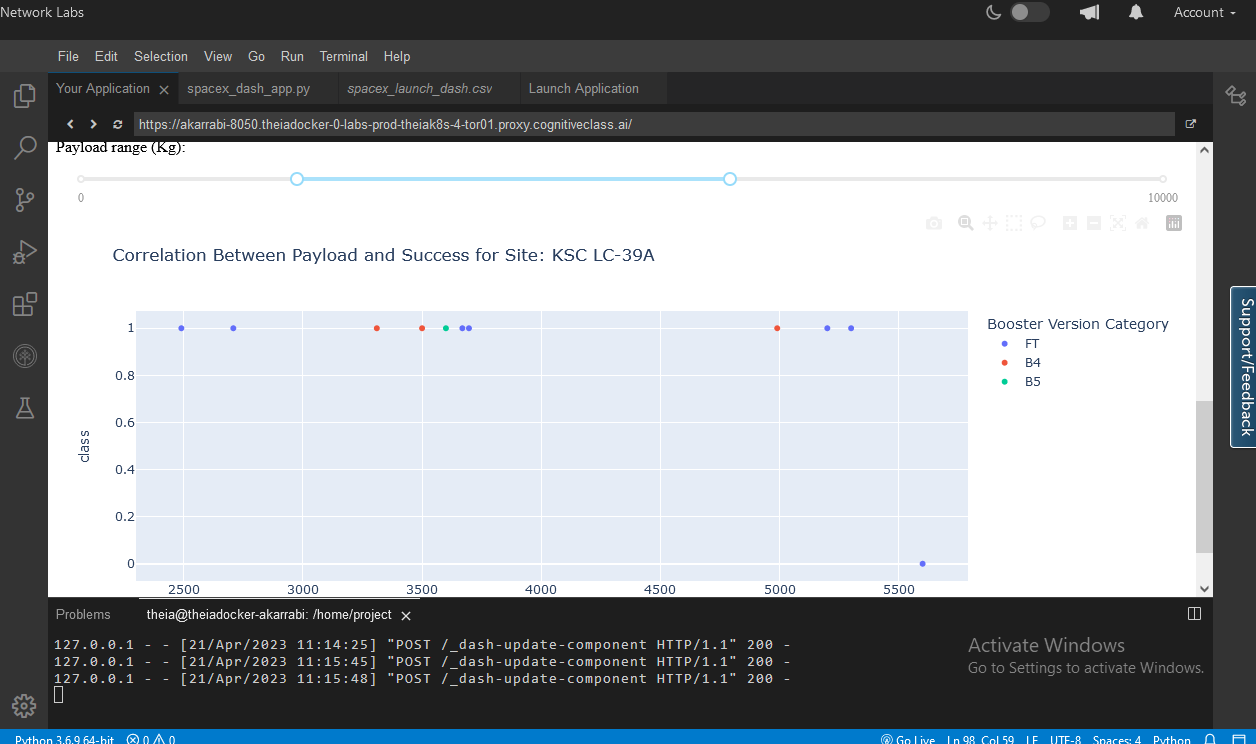 Network Labs
Account
File Edit Selection View Go Run Terminal Help
Your Application spacex_dash_app.py spacex_launch_dash.csv Launch Application
https://akarrabi-8050.theiadocker-0-labs-prod-theiak8s-4-tor01.proxy.cognitiveclass.ai/
Payload range (Kg):
0 10000
Correlation Between Payload and Success for Site: KSC LC-39A
1
0.8
0.6
0.4
0.2
0
class
2500 3000 3500 4000 4500 5000 5500
Booster Version Category
FT
B4
B5
Support/Feedback
Problems theia@theiadocker-akarrabi: /home/project
127.0.0.1 - - [21/Apr/2023 11:14:25] "POST /_dash-update-component HTTP/1.1" 200 -
127.0.0.1 - - [21/Apr/2023 11:15:45] "POST /_dash-update-component HTTP/1.1" 200 -
127.0.0.1 - - [21/Apr/2023 11:15:48] "POST /_dash-update-component HTTP/1.1" 200 -
Activate Windows
Go to Settings to activate Windows.
Python 3.6.9 64-bit 0 0 Go Live Ln 98, Col 59 LF UTF-8 Spaces: 4 Python